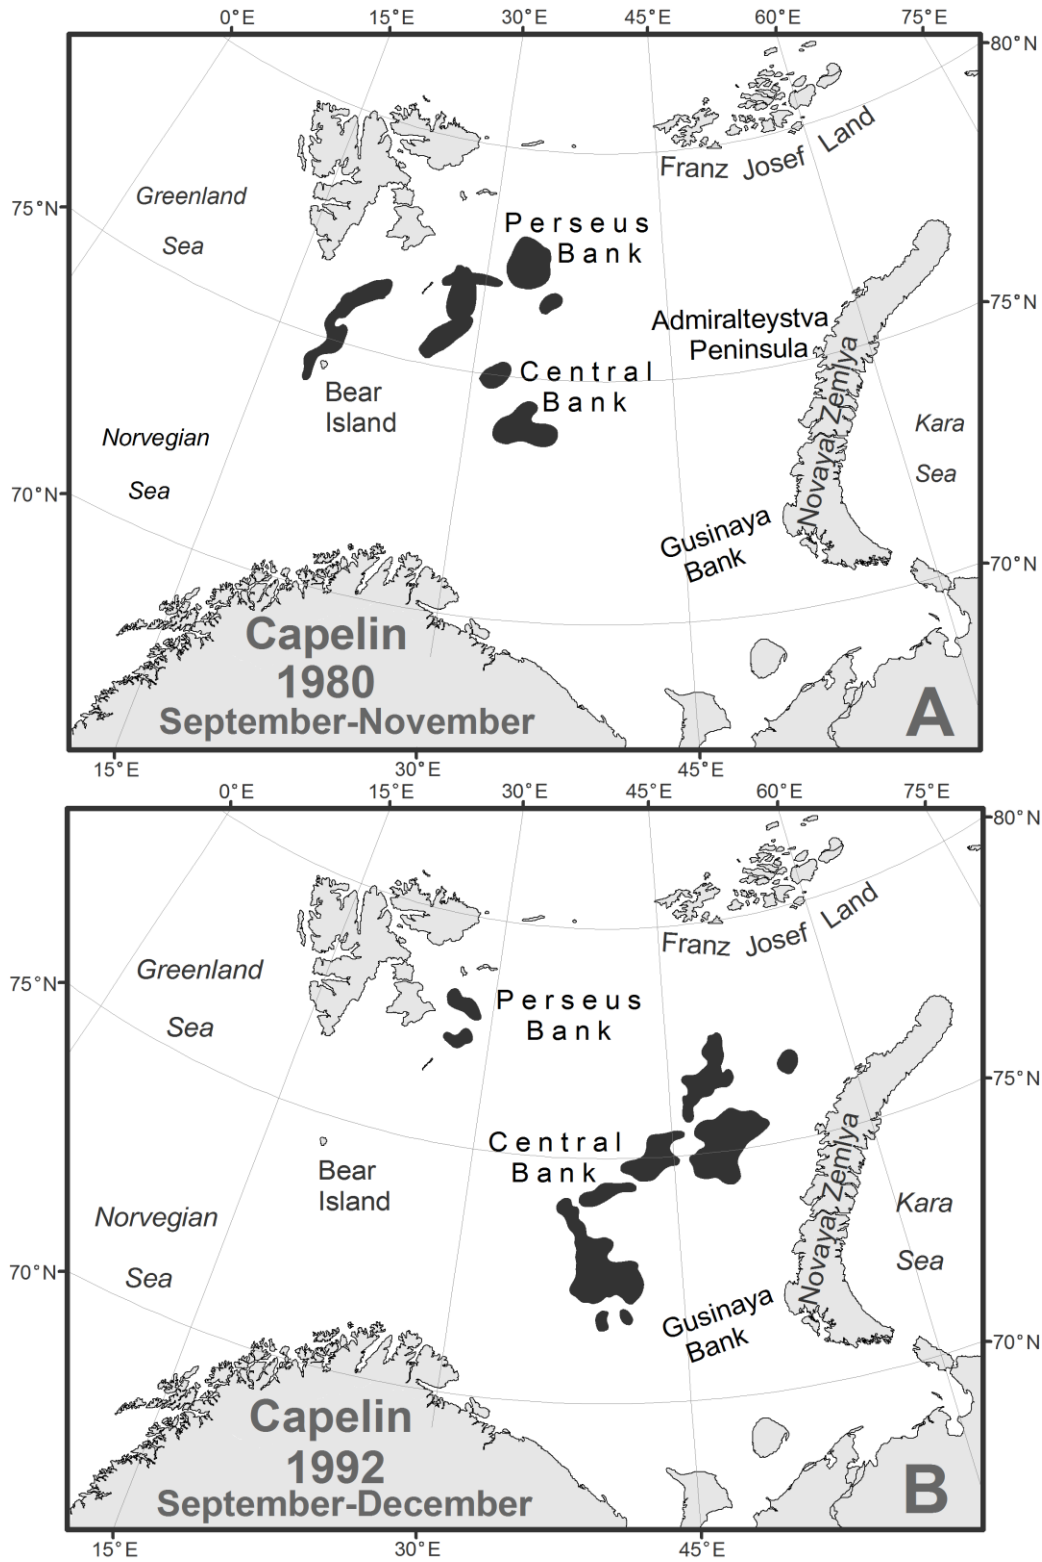 0°E 15°E 30°E 45°E 60°E 75°E
80°N
Franz Josef Land
Greenland
Sea
75°N
Perseus
Bank
75°N
Admiralteystva
Peninsula
Central
Bank
Bear
Island
Novaya Zemlya
Kara
Sea
Norwegian
Sea
70°N
Gusinaya
Bank
70°N
Capelin
1980
September-November
A
15°E 30°E 45°E
0°E 15°E 30°E 45°E 60°E 75°E
80°N
Franz Josef Land
Greenland
Sea
75°N
Perseus
Bank
75°N
Central
Bank
Bear
Island
Novaya Zemlya
Kara
Sea
Norwegian
Sea
70°N
Gusinaya
Bank
70°N
Capelin
1992
September-December
B
15°E 30°E 45°E